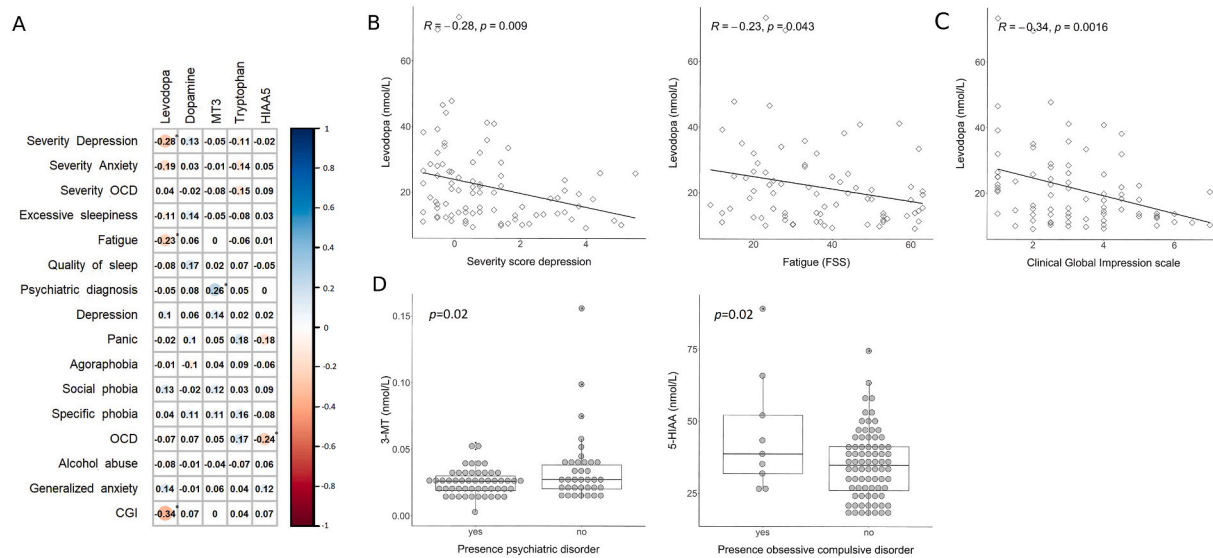 A
Levodopa
Dopamine
MT3
Tryptophan
HIAA5
Severity Depression -0.28* 0.13 -0.05 -0.11 -0.02
Severity Anxiety -0.19 0.03 -0.01 -0.14 0.05
Severity OCD 0.04 -0.02 -0.08 -0.15 0.09
Excessive sleepiness -0.11 0.14 -0.05 -0.08 0.03
Fatigue -0.23* 0.06 0 -0.06 0.01
Quality of sleep -0.08 0.17 0.02 0.07 -0.05
Psychiatric diagnosis -0.05 0.08 0.26* 0.05 0
Depression 0.1 0.06 0.14 0.02 0.02
Panic -0.02 0.1 0.05 0.18 -0.18
Agoraphobia -0.01 -0.1 0.04 0.09 -0.06
Social phobia 0.13 -0.02 0.12 0.03 0.09
Specific phobia 0.04 0.11 0.11 0.16 -0.08
OCD -0.07 0.07 0.05 0.17 -0.24*
Alcohol abuse -0.08 -0.01 -0.04 -0.07 0.06
Generalized anxiety 0.14 -0.01 0.06 0.04 0.12
CGI -0.34* 0.07 0 0.04 0.07
1
0.8
0.6
0.4
0.2
0
-0.2
-0.4
-0.6
-0.8
-1
B
R = −0.28, p = 0.009
Levodopa (nmol/L)
60
40
20
0 2 4
Severity score depression
R = −0.23, p = 0.043
Levodopa (nmol/L)
60
40
20
20 40 60
Fatigue (FSS)
C
R = −0.34, p = 0.0016
Levodopa (nmol/L)
60
40
20
2 4 6
Clinical Global Impression scale
D
p=0.02
3-MT (nmol/L)
0.15
0.10
0.05
0.00
yes no
Presence psychiatric disorder
p=0.02
5-HIAA (nmol/L)
75
50
25
yes no
Presence obsessive compulsive disorder